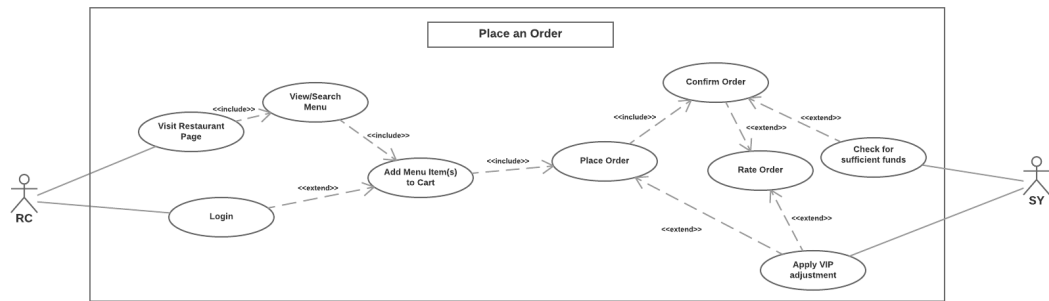 Place an Order
Confirm Order
View/Search
Menu
<<include>>
<<include>>
<<extend>>
Visit Restaurant
Page
<<extend>>
<<include>>
Check for
sufficient funds
Place Order
<<include>>
Add Menu Item(s)
to Cart
Rate Order
<<extend>>
RC
Login
SY
<<extend>>
<<extend>>
Apply VIP
adjustment